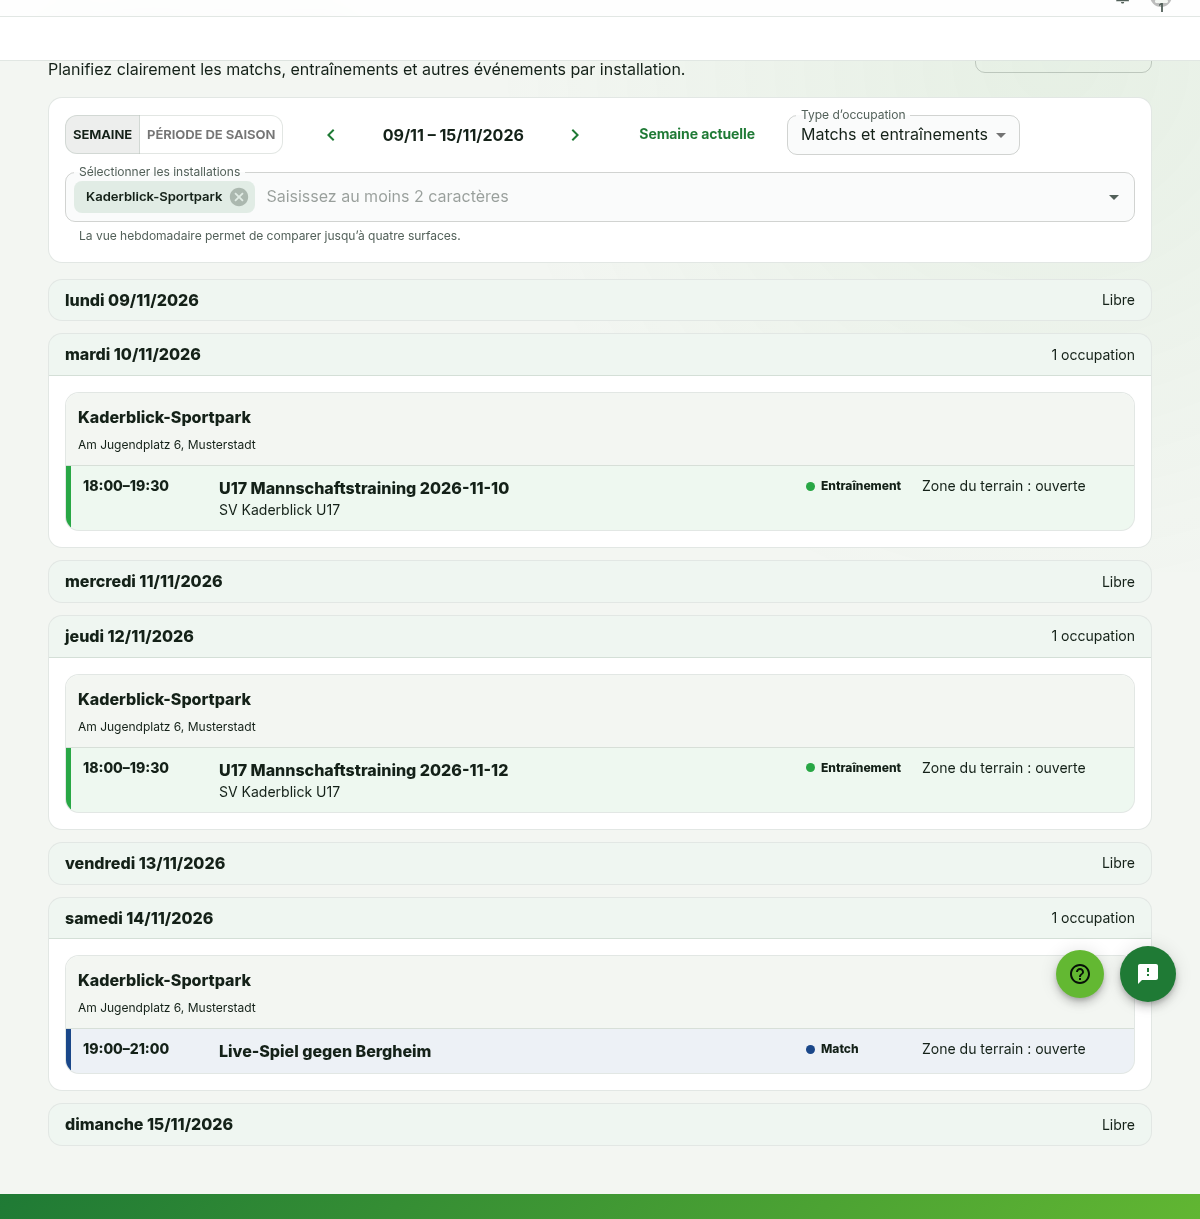 Planifiez clairement les matchs, entraînements et autres événements par installation.
SEMAINE
PÉRIODE DE SAISON
09/11 – 15/11/2026
Semaine actuelle
Type d'occupation
Matchs et entraînements
Sélectionner les installations
Kaderblick-Sportpark
Saisissez au moins 2 caractères
La vue hebdomadaire permet de comparer jusqu'à quatre surfaces.
lundi 09/11/2026
Libre
mardi 10/11/2026
1 occupation
Kaderblick-Sportpark
Am Jugendplatz 6, Musterstadt
18:00–19:30
U17 Mannschaftstraining 2026-11-10
SV Kaderblick U17
Entraînement
Zone du terrain : ouverte
mercredi 11/11/2026
Libre
jeudi 12/11/2026
1 occupation
Kaderblick-Sportpark
Am Jugendplatz 6, Musterstadt
18:00–19:30
U17 Mannschaftstraining 2026-11-12
SV Kaderblick U17
Entraînement
Zone du terrain : ouverte
vendredi 13/11/2026
Libre
samedi 14/11/2026
1 occupation
Kaderblick-Sportpark
Am Jugendplatz 6, Musterstadt
19:00–21:00
Live-Spiel gegen Bergheim
Match
Zone du terrain : ouverte
dimanche 15/11/2026
Libre